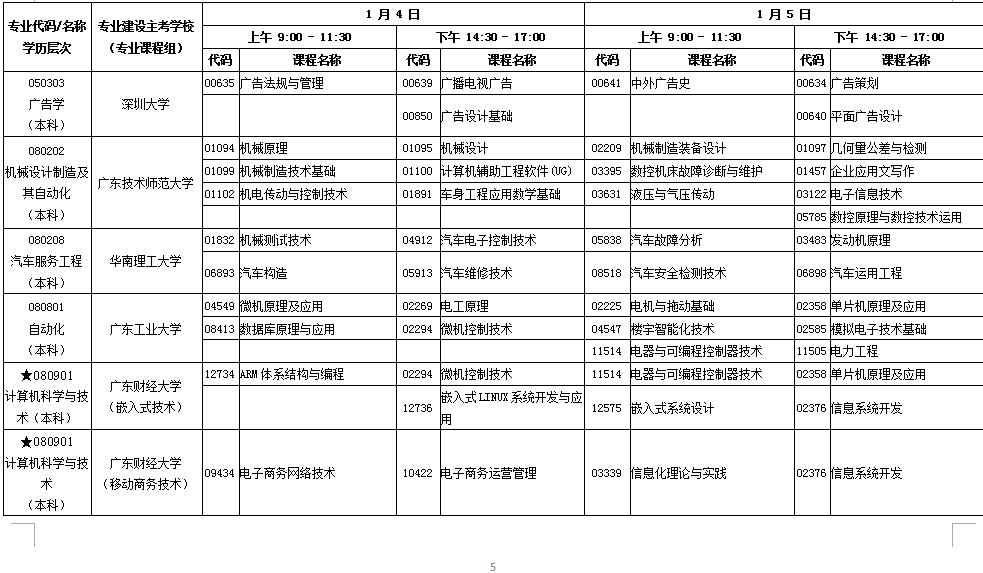 专业代码/名称 专业建设主考学校 1 月 4 日 1 月 5 日
学历层次 （专业课程组） 上午 9:00 - 11:30 下午 14:30 - 17:00 上午 9:00 - 11:30 下午 14:30 - 17:00
代码 课程名称 代码 课程名称 代码 课程名称 代码 课程名称
050303 广告学 （本科） 深圳大学 00635 广告法规与管理 00639 广播电视广告 00641 中外广告史 00634 广告策划
00850 广告设计基础 00640 平面广告设计
080202 机械设计制造及其自动化 （本科） 广东技术师范大学 01094 机械原理 01095 机械设计 02209 机械制造装备设计 01097 几何量公差与检测
01099 机械制造技术基础 01100 计算机辅助工程软件(UG) 03395 数控机床故障诊断与维护 01457 企业应用文写作
01102 机电传动与控制技术 01891 车身工程应用数学基础 03631 液压与气压传动 03122 电子信息技术
05785 数控原理与数控技术运用
080208 汽车服务工程 （本科） 华南理工大学 01832 机械测试技术 04912 汽车电子控制技术 05838 汽车故障分析 03483 发动机原理
06893 汽车构造 05913 汽车维修技术 08518 汽车安全检测技术 06898 汽车运用工程
080801 自动化 （本科） 广东工业大学 04549 微机原理及应用 02269 电工原理 02225 电机与拖动基础 02358 单片机原理及应用
08413 数据库原理与应用 02294 微机控制技术 04547 楼宇智能化技术 02585 模拟电子技术基础
11514 电器与可编程控制器技术 11505 电力工程
★080901 计算机科学与技术（本科） 广东财经大学 （嵌入式技术） 12734 ARM 体系结构与编程 02294 微机控制技术 11514 电器与可编程控制器技术 02358 单片机原理及应用
12736 嵌入式 LINUX 系统开发与应用 12575 嵌入式系统设计 02376 信息系统开发
★080901 计算机科学与技术 （本科） 广东财经大学 （移动商务技术） 09434 电子商务网络技术 10422 电子商务运营管理 03339 信息化理论与实践 02376 信息系统开发
5